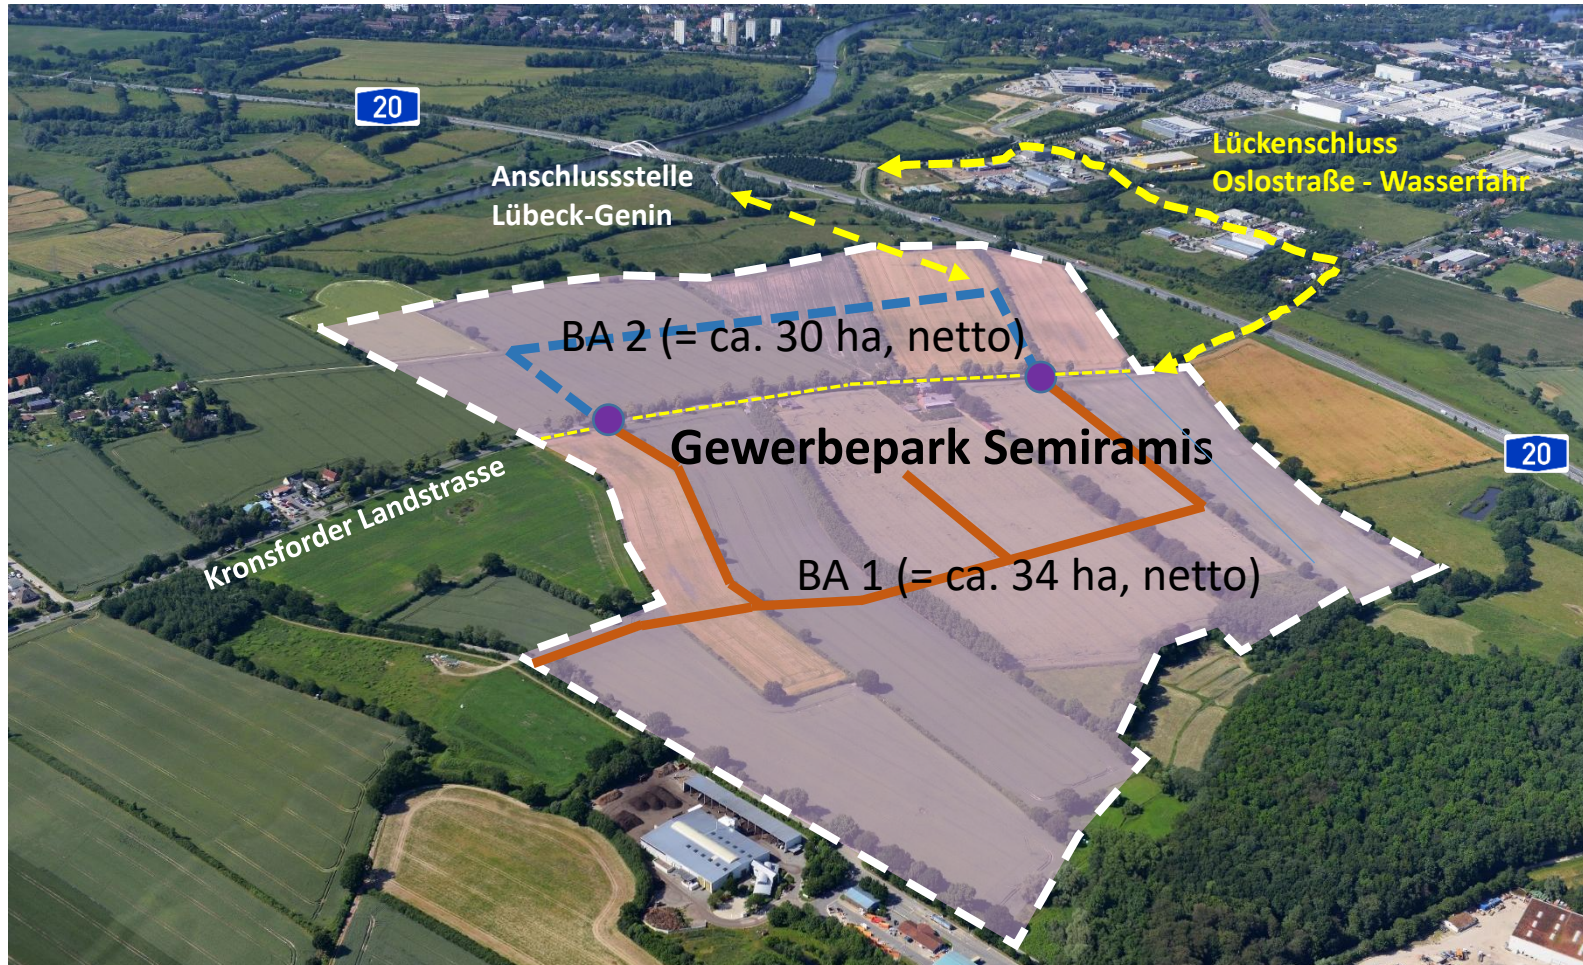 20
Anschlussstelle
Lübeck-Genin
Lückenschluss
Oslostraße - Wasserfahr
BA 2 (= ca. 30 ha, netto)
Gewerbepark Semiramis
20
Kronsforder Landstrasse
BA 1 (= ca. 34 ha, netto)